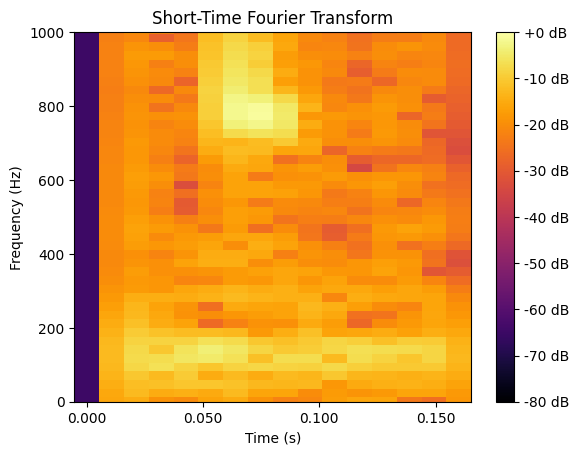 Short-Time Fourier Transform
Frequency (Hz)
1000
800
600
400
200
0
0.000
0.050
0.100
0.150
Time (s)
+0 dB
-10 dB
-20 dB
-30 dB
-40 dB
-50 dB
-60 dB
-70 dB
-80 dB